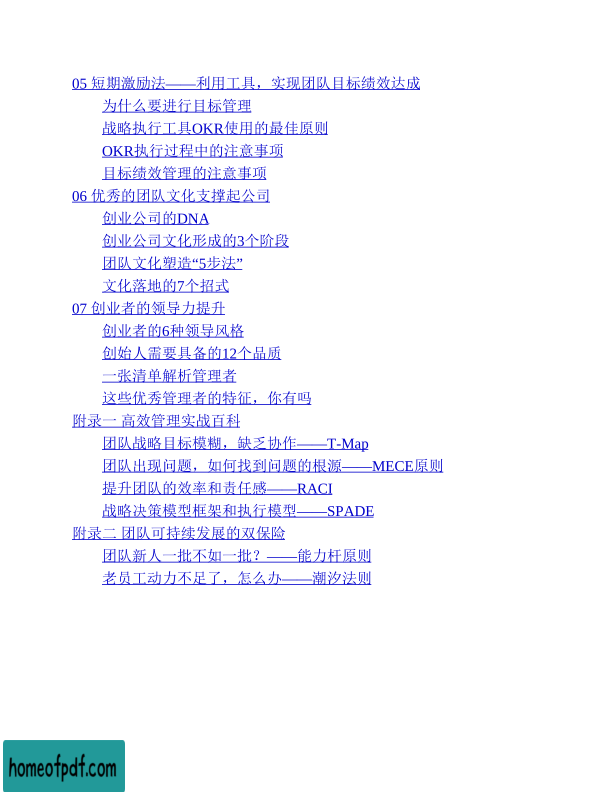 05 短期激励法——利用工具，实现团队目标绩效达成
为什么要进行目标管理
战略执行工具OKR使用的最佳原则
OKR执行过程中的注意事项
目标绩效管理的注意事项
06 优秀的团队文化支撑起公司
创业公司的DNA
创业公司文化形成的3个阶段
团队文化塑造“5步法”
文化落地的7个招式
07 创业者的领导力提升
创业者的6种领导风格
创始人需要具备的12个品质
一张清单解析管理者
这些优秀管理者的特征，你有吗
附录一 高效管理实战百科
团队战略目标模糊，缺乏协作——T-Map
团队出现问题，如何找到问题的根源——MECE原则
提升团队的效率和责任感——RACI
战略决策模型框架和执行模型——SPADE
附录二 团队可持续发展的双保险
团队新人一批不如一批？——能力杆原则
老员工动力不足了，怎么办——潮汐法则
homeofpdf.com